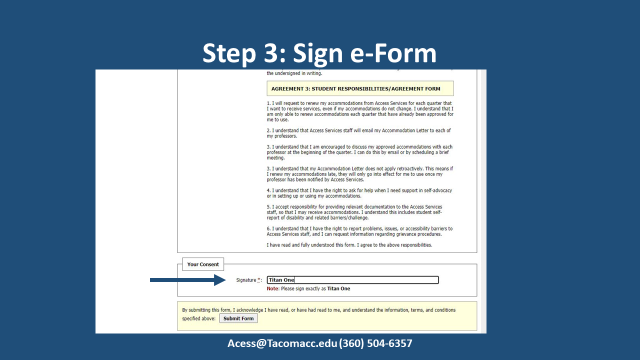 Step 3: Sign e-Form
the undersigned in writing.
AGREEMENT 3: STUDENT RESPONSIBILITIES/AGREEMENT FORM
1. I will request to renew my accommodations from Access Services for each quarter that
I want to receive services, even if my accommodations do not change. I understand that I
am only able to renew accommodations each quarter that have already been approved for
me to use.
2. I understand that Access Services staff will email my Accommodation Letter to each of
my professors.
3. I understand that I am encouraged to discuss my approved accommodations with each
professor at the beginning of the quarter. I can do this by email or by scheduling a brief
meeting.
3. I understand that my Accommodation Letter does not apply retroactively. This means if
I renew my accommodations late, they will only go into effect for me to use once my
professor has been notified by Access Services.
4. I understand that I have the right to ask for help when I need support in self-advocacy
or in setting up or using my accommodations.
5. I accept responsibility for providing relevant documentation to the Access Services
staff, so that I may receive accommodations. I understand this includes student self-
report of disability and related barriers/challenge.
6. I understand that I have the right to report problems, issues, or accessibility barriers to
Access Services staff, and I can request information regarding grievance procedures.
I have read and fully understood this form. I agree to the above responsibilities.
Your Consent
Signature *: Titan One
Note: Please sign exactly as Titan One
By submitting this form, I acknowledge I have read, or have had read to me, and understand the information, terms, and conditions
specified above: Submit Form
Acess@Tacomacc.edu (360) 504-6357